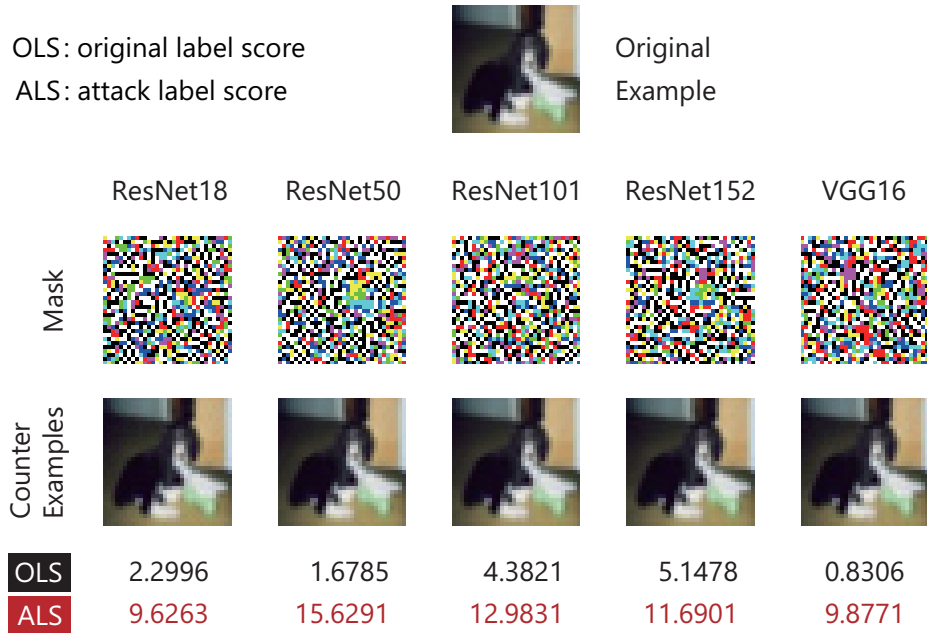 OLS: original label score
ALS: attack label score
Original
Example
ResNet18 ResNet50 ResNet101 ResNet152 VGG16
Mask
Counter
Examples
OLS 2.2996 1.6785 4.3821 5.1478 0.8306
ALS 9.6263 15.6291 12.9831 11.6901 9.8771